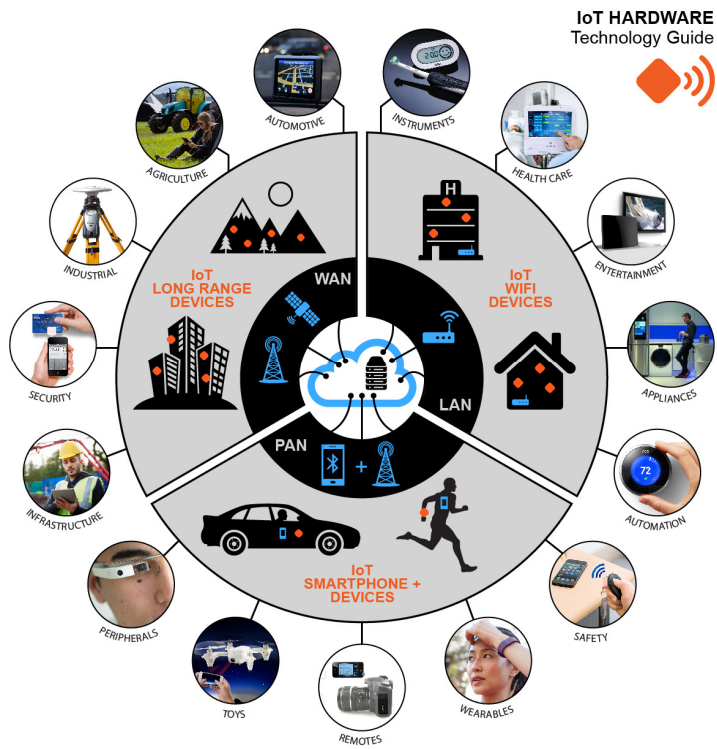 IoT HARDWARE
Technology Guide
AUTOMOTIVE
INSTRUMENTS
AGRICULTURE
HEALTH CARE
INDUSTRIAL
ENTERTAINMENT
SECURITY
APPLIANCES
INFRASTRUCTURE
AUTOMATION
PERIPHERALS
SAFETY
TOYS
WEARABLES
REMOTES
H
WAN
IoT
LONG RANGE
DEVICES
IoT
WIFI
DEVICES
LAN
PAN
+
IoT
SMARTPHONE +
DEVICES
72